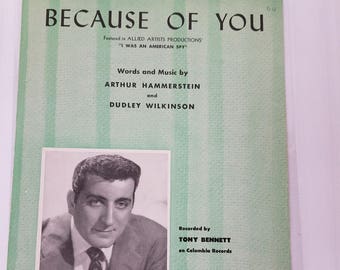 BECAUSE OF YOU
Featured in ALLIED ARTISTS PRODUCTIONS'
"I WAS AN AMERICAN SPY"
Words and Music by
ARTHUR HAMMERSTEIN
and
DUDLEY WILKINSON
Recorded by
TONY BENNETT
on Columbia Records